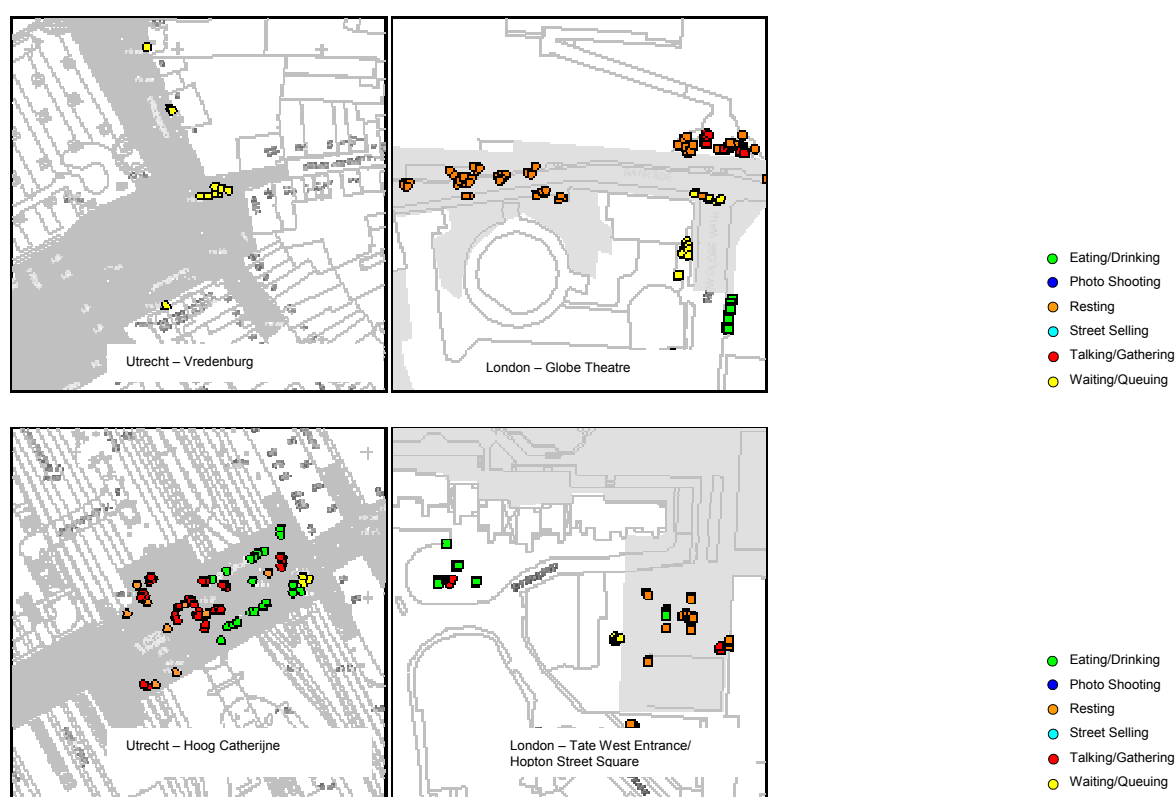 Utrecht – Vredenburg
London – Globe Theatre
Eating/Drinking
Photo Shooting
Resting
Street Selling
Talking/Gathering
Waiting/Queuing
Utrecht – Hoog Catherijne
London – Tate West Entrance/
Hopton Street Square
Eating/Drinking
Photo Shooting
Resting
Street Selling
Talking/Gathering
Waiting/Queuing